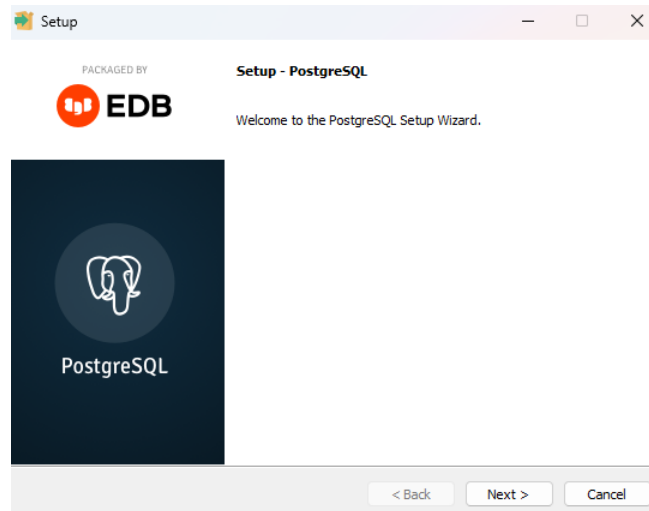 Setup
PACKAGED BY
EDB
Setup - PostgreSQL
Welcome to the PostgreSQL Setup Wizard.
PostgreSQL
< Back
Next >
Cancel